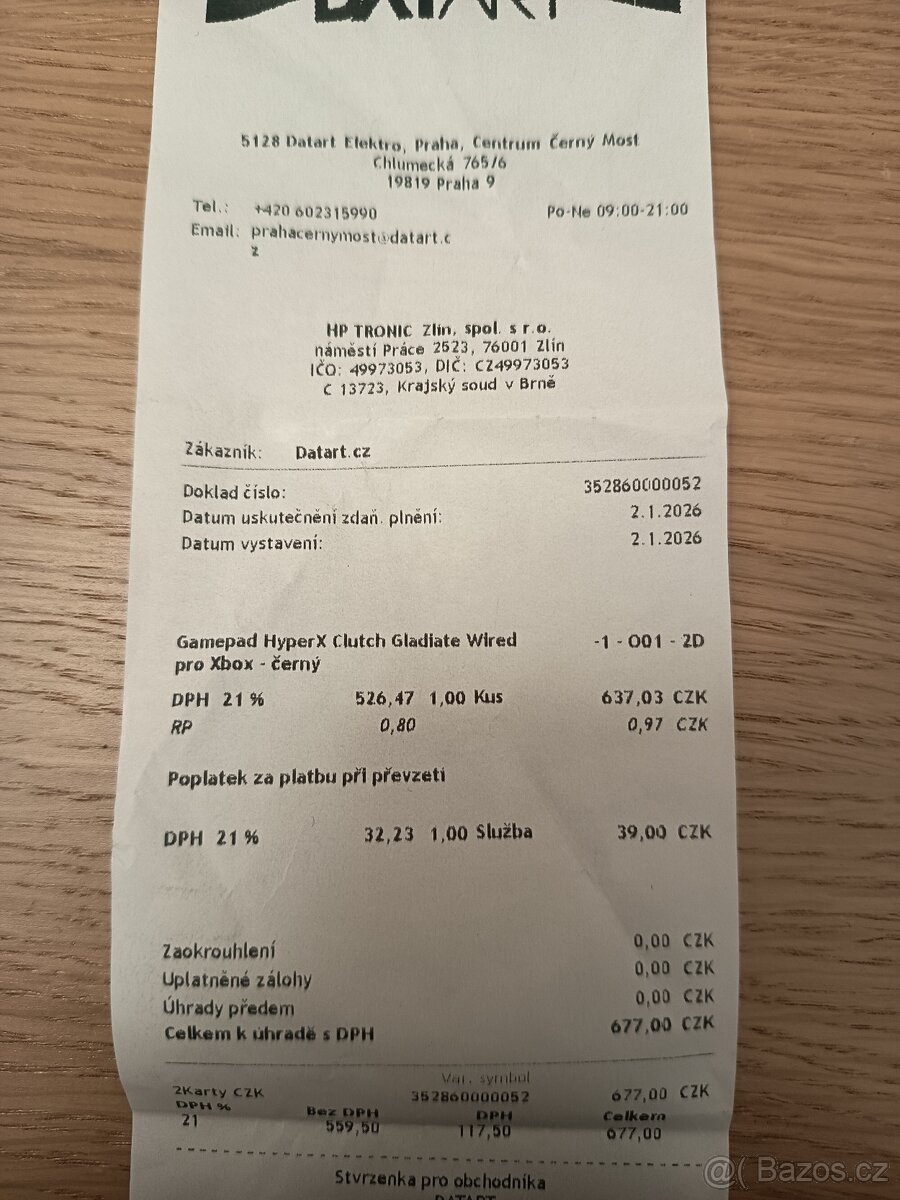 DATART
5128 Datart Elektro, Praha, Centrum Černý Most
Chlumecká 765/6
19819 Praha 9
Tel.: +420 602315990 Po-Ne 09:00-21:00
Email: prahacernymost@datart.c
z
HP TRONIC Zlín, spol. s r.o.
náměstí Práce 2523, 76001 Zlín
IČO: 49973053, DIČ: CZ49973053
C 13723, Krajský soud v Brně
Zákazník: Datart.cz
Doklad číslo: 352860000052
Datum uskutečnění zdaň. plnění: 2.1.2026
Datum vystavení: 2.1.2026
Gamepad HyperX Clutch Gladiate Wired -1 - O01 - 2D
pro Xbox - černý
DPH 21 % 526,47 1,00 Kus 637,03 CZK
RP 0,80 0,97 CZK
Poplatek za platbu při převzetí
DPH 21 % 32,23 1,00 Služba 39,00 CZK
Zaokrouhlení 0,00 CZK
Uplatněné zálohy 0,00 CZK
Úhrady předem 0,00 CZK
Celkem k úhradě s DPH 677,00 CZK
Var. symbol
2Karty CZK 352860000052 677,00 CZK
DPH % Bez DPH DPH Celkem
21 559,50 117,50 677,00
Stvrzenka pro obchodníka
DATART
@( Bazos.cz